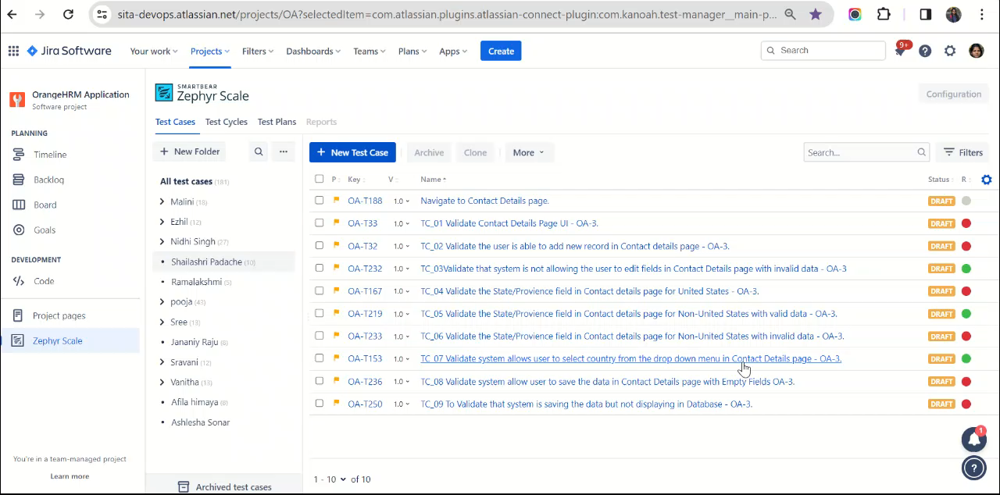 sita-devops.atlassian.net/projects/OA?selectedItem=com.atlassian.plugins.atlassian-connect-plugin:com.kanoah.test-manager__main-p...
Jira Software Your work Projects Filters Dashboards Teams Plans Apps Create Search 9+
OrangeHRM Application
Software project
PLANNING
Timeline
Backlog
Board
Goals
DEVELOPMENT
Code
Project pages
Zephyr Scale
You're in a team-managed project
Learn more
SMARTBEAR
Zephyr Scale
Configuration
Test Cases Test Cycles Test Plans Reports
+ New Folder ...
All test cases (181)
Malini (18)
Ezhil (12)
Nidhi Singh (27)
Shailashri Padache (10)
Ramalakshmi (5)
pooja (43)
Sree (13)
Jananiy Raju (8)
Sravani (12)
Vanitha (13)
Afila himaya (8)
Ashlesha Sonar
Archived test cases
+ New Test Case Archive Clone More Search... Filters
P Key V Name Status R
OA-T188 1.0 Navigate to Contact Details page. DRAFT
OA-T33 1.0 TC_01 Validate Contact Details Page UI - OA-3. DRAFT
OA-T32 1.0 TC_02 Validate the user is able to add new record in Contact details page - OA-3. DRAFT
OA-T232 1.0 TC_03Validate that system is not allowing the user to edit fields in Contact Details page with invalid data - OA-3 DRAFT
OA-T167 1.0 TC_04 Validate the State/Provience field in Contact details page for United States - OA-3. DRAFT
OA-T219 1.0 TC_05 Validate the State/Provience field in Contact details page for Non-United States with valid data - OA-3. DRAFT
OA-T233 1.0 TC_06 Validate the State/Provience field in Contact details page for Non-United States with invalid data - OA-3. DRAFT
OA-T153 1.0 TC_07 Validate system allows user to select country from the drop down menu in Contact Details page - OA-3. DRAFT
OA-T236 1.0 TC_08 Validate system allow user to save the data in Contact Details page with Empty Fields OA-3. DRAFT
OA-T250 1.0 TC_09 To Validate that system is saving the data but not displaying in Database - OA-3. DRAFT
1
?
1 - 10 of 10